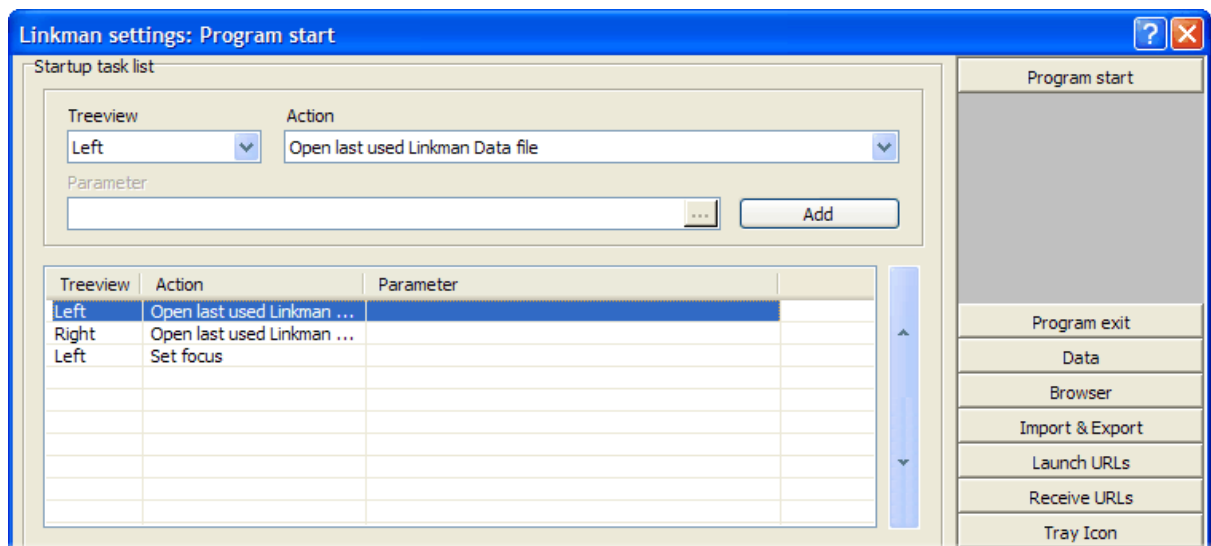 Linkman settings: Program start
Startup task list
Program start
Treeview Action
Left Open last used Linkman Data file
Parameter
... Add
Treeview Action Parameter
Left Open last used Linkman ...
Right Open last used Linkman ...
Left Set focus
Program exit
Data
Browser
Import & Export
Launch URLs
Receive URLs
Tray Icon